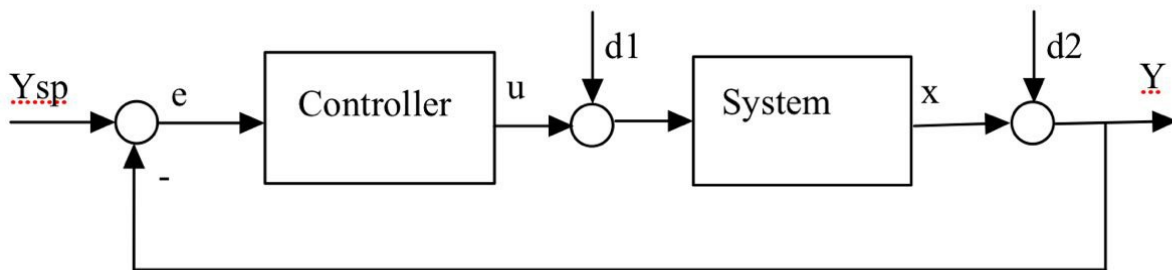 Ysp
e
-
Controller
u
d1
System
x
d2
Y